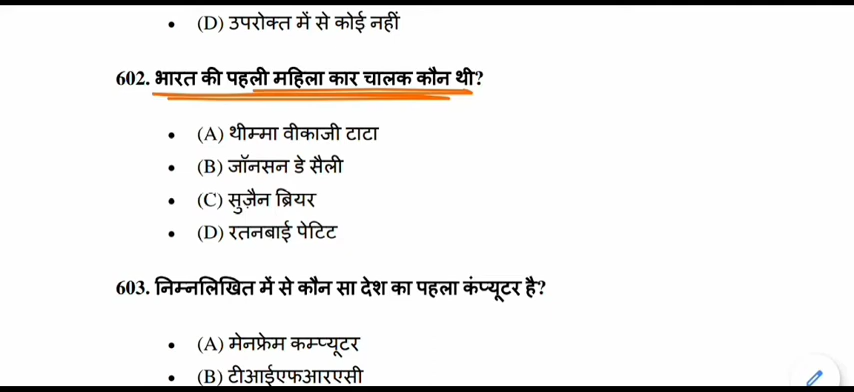 (D) उपरोक्त में से कोई नहीं
602. भारत की पहली महिला कार चालक कौन थी?
(A) थीम्मा वीकाजी टाटा
(B) जॉनसन डे सैली
(C) सुज़ैन ब्रियर
(D) रतनबाई पेटिट
603. निम्नलिखित में से कौन सा देश का पहला कंप्यूटर है?
(A) मेनफ्रेम कम्प्यूटर
(B) टीआईएफआरएसी